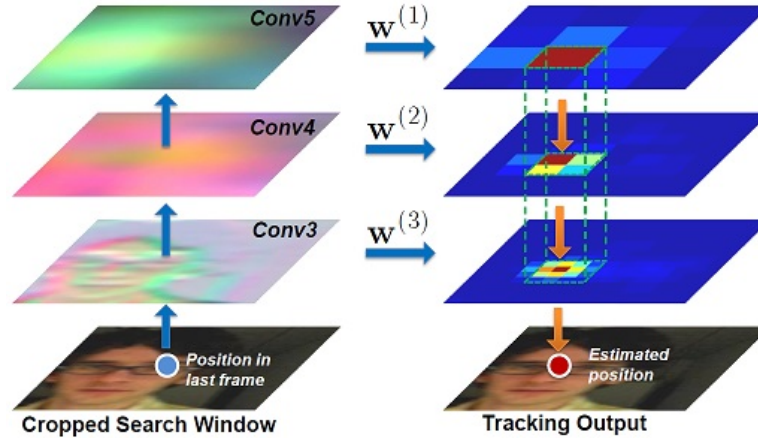 Conv5
w(1)
Conv4
w(2)
Conv3
w(3)
Position in
last frame
Estimated
position
Cropped Search Window
Tracking Output